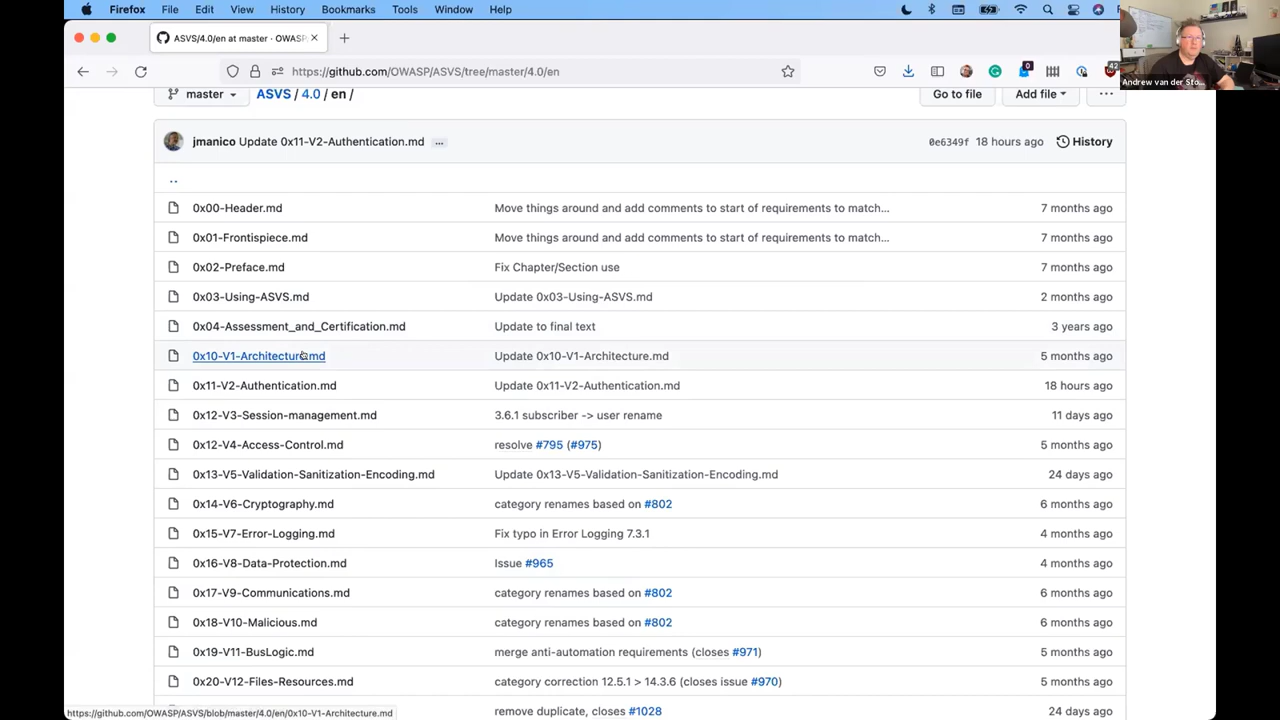 Firefox File Edit View History Bookmarks Tools Window Help
ASVS/4.0/en at master · OWASP
https://github.com/OWASP/ASVS/tree/master/4.0/en
0
42
Andrew van der Sto...
master ASVS / 4.0 / en / Go to file Add file ...
jmanico Update 0x11-V2-Authentication.md ... 0e6349f 18 hours ago History
..
0x00-Header.md Move things around and add comments to start of requirements to match... 7 months ago
0x01-Frontispiece.md Move things around and add comments to start of requirements to match... 7 months ago
0x02-Preface.md Fix Chapter/Section use 7 months ago
0x03-Using-ASVS.md Update 0x03-Using-ASVS.md 2 months ago
0x04-Assessment_and_Certification.md Update to final text 3 years ago
0x10-V1-Architecture.md Update 0x10-V1-Architecture.md 5 months ago
0x11-V2-Authentication.md Update 0x11-V2-Authentication.md 18 hours ago
0x12-V3-Session-management.md 3.6.1 subscriber -> user rename 11 days ago
0x12-V4-Access-Control.md resolve #795 (#975) 5 months ago
0x13-V5-Validation-Sanitization-Encoding.md Update 0x13-V5-Validation-Sanitization-Encoding.md 24 days ago
0x14-V6-Cryptography.md category renames based on #802 6 months ago
0x15-V7-Error-Logging.md Fix typo in Error Logging 7.3.1 4 months ago
0x16-V8-Data-Protection.md Issue #965 4 months ago
0x17-V9-Communications.md category renames based on #802 6 months ago
0x18-V10-Malicious.md category renames based on #802 6 months ago
0x19-V11-BusLogic.md merge anti-automation requirements (closes #971) 5 months ago
0x20-V12-Files-Resources.md category correction 12.5.1 > 14.3.6 (closes issue #970) 5 months ago
remove duplicate, closes #1028 24 days ago
https://github.com/OWASP/ASVS/blob/master/4.0/en/0x10-V1-Architecture.md